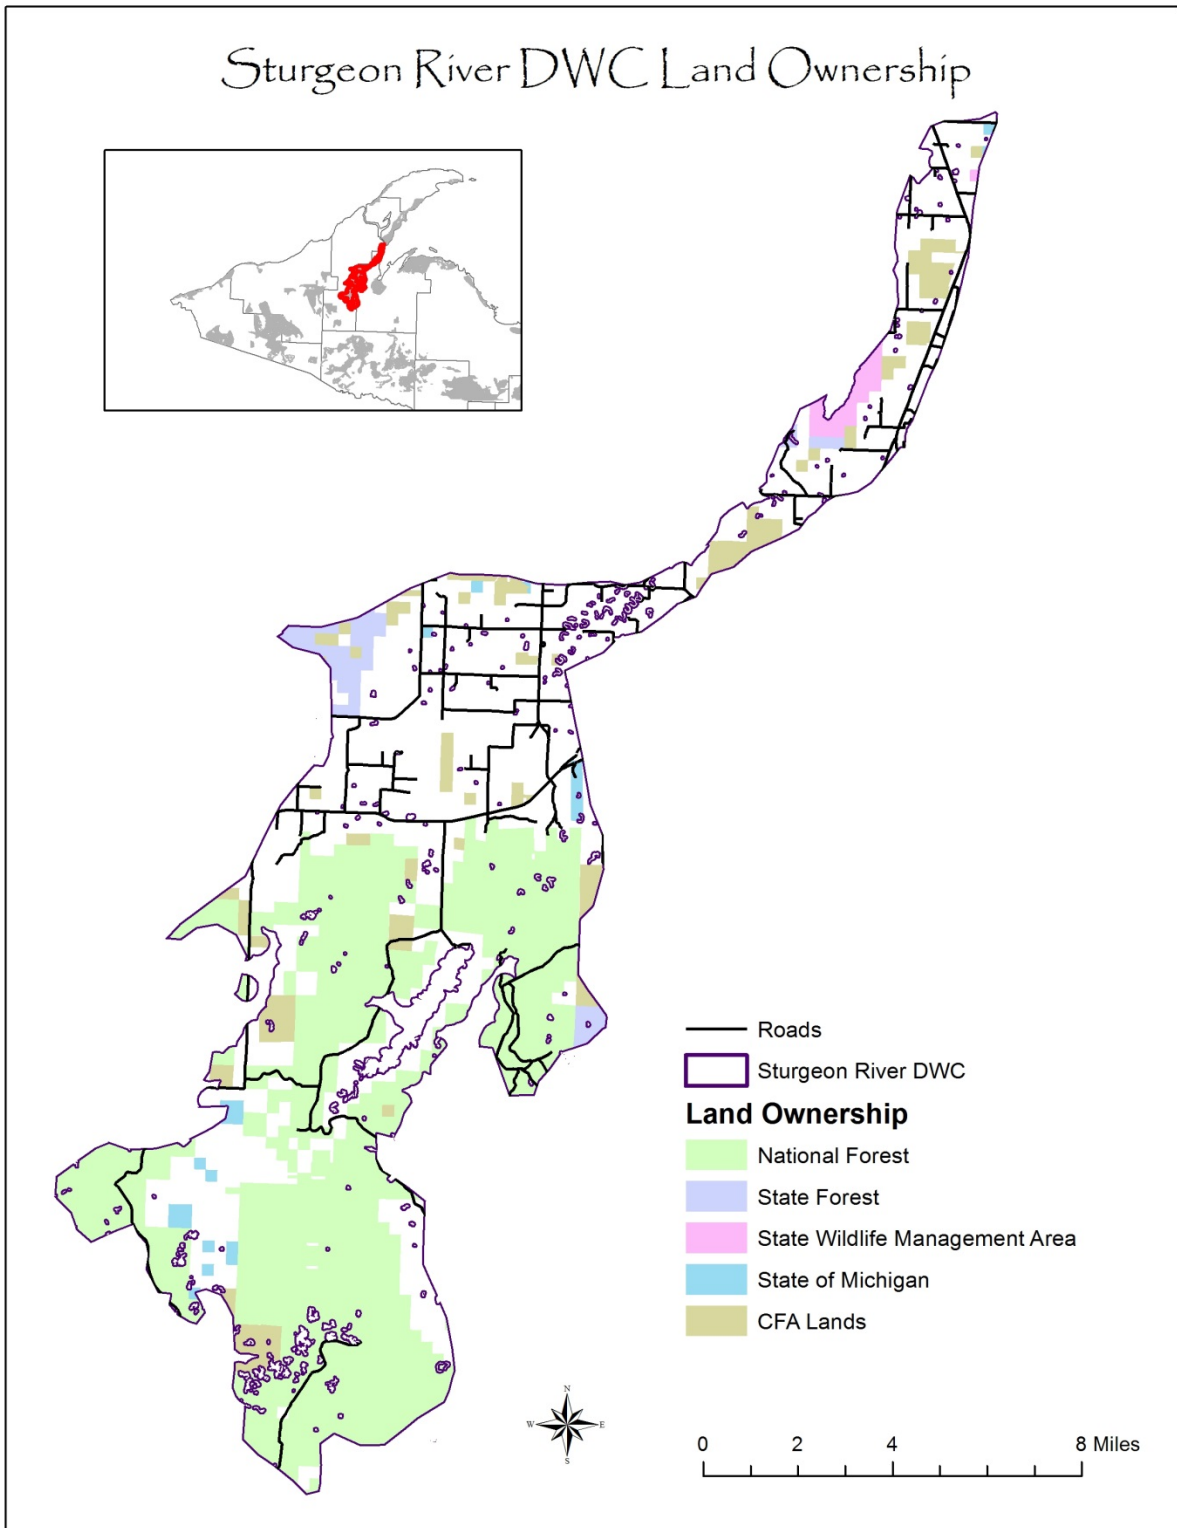 Sturgeon River DWC Land Ownership
Roads
Sturgeon River DWC
Land Ownership
National Forest
State Forest
State Wildlife Management Area
State of Michigan
CFA Lands
N
W
E
S
0 2 4 8 Miles